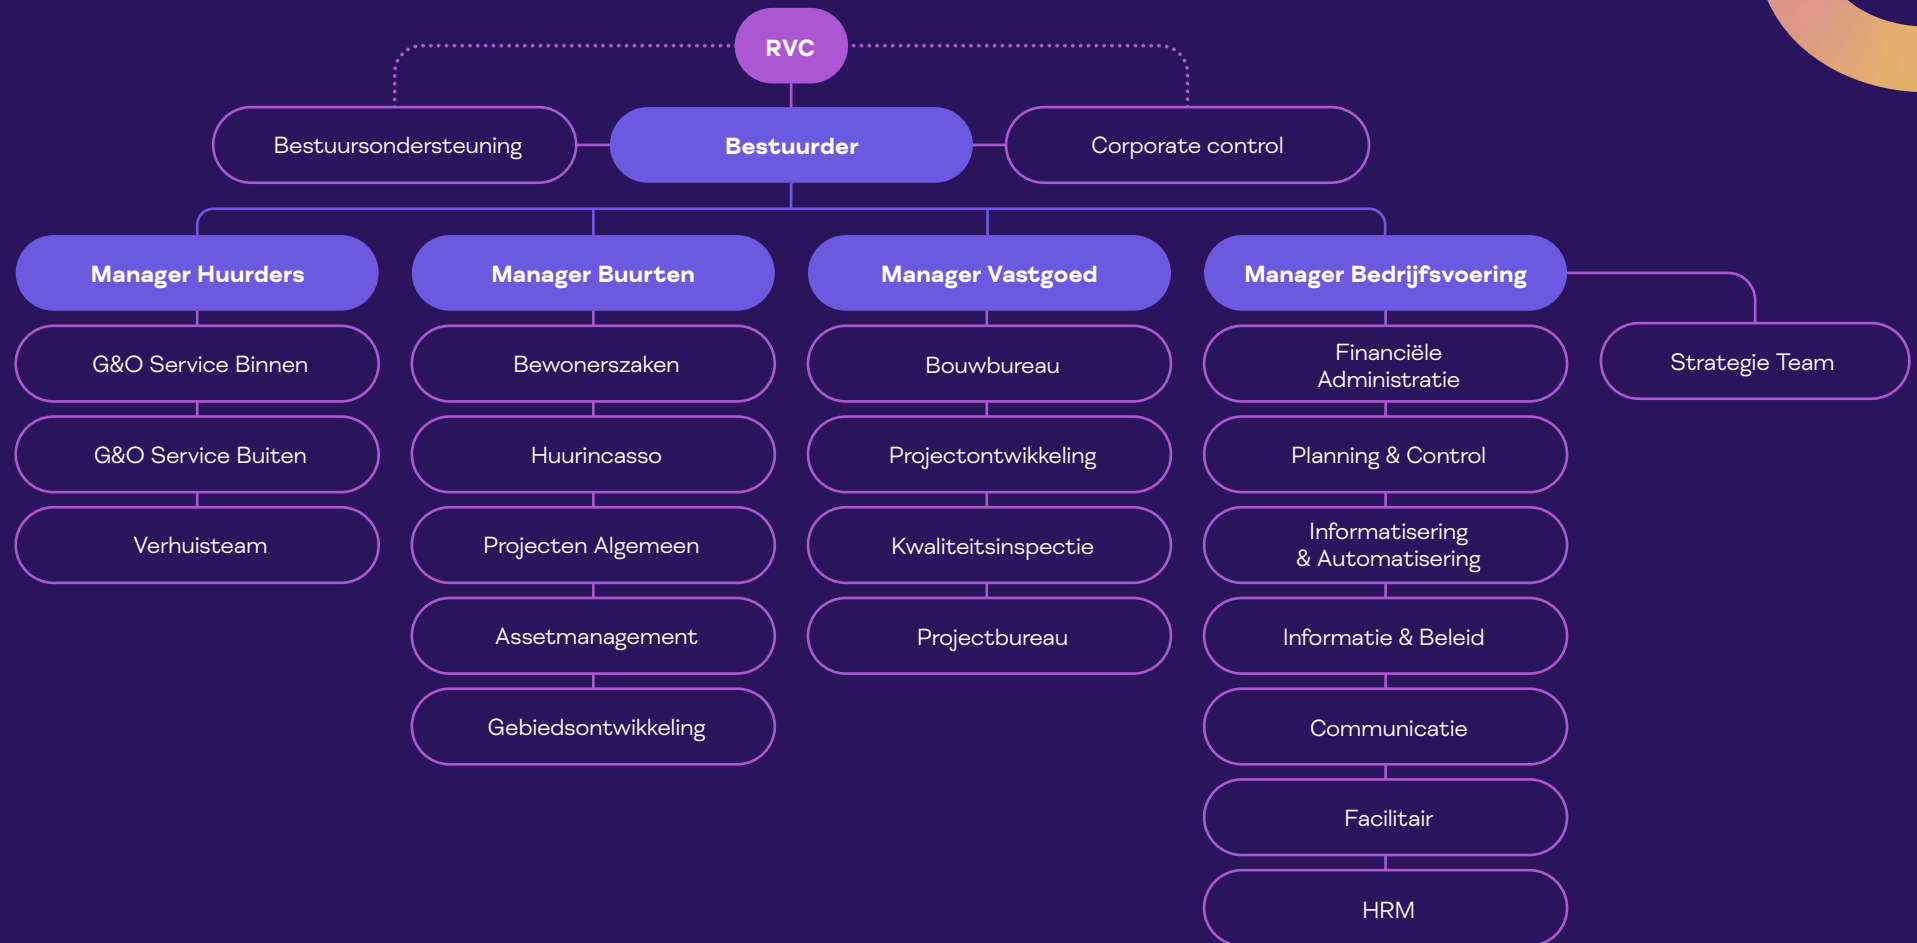 RVC
Bestuursondersteuning
Bestuurder
Corporate control
Manager Huurders
G&O Service Binnen
G&O Service Buiten
Verhuisteam
Manager Buurten
Bewonerszaken
Huurincasso
Projecten Algemeen
Assetmanagement
Gebiedsontwikkeling
Manager Vastgoed
Bouwbureau
Projectontwikkeling
Kwaliteitsinspectie
Projectbureau
Manager Bedrijfsvoering
Financiële
Administratie
Planning & Control
Informatisering
& Automatisering
Informatie & Beleid
Communicatie
Facilitair
HRM
Strategie Team